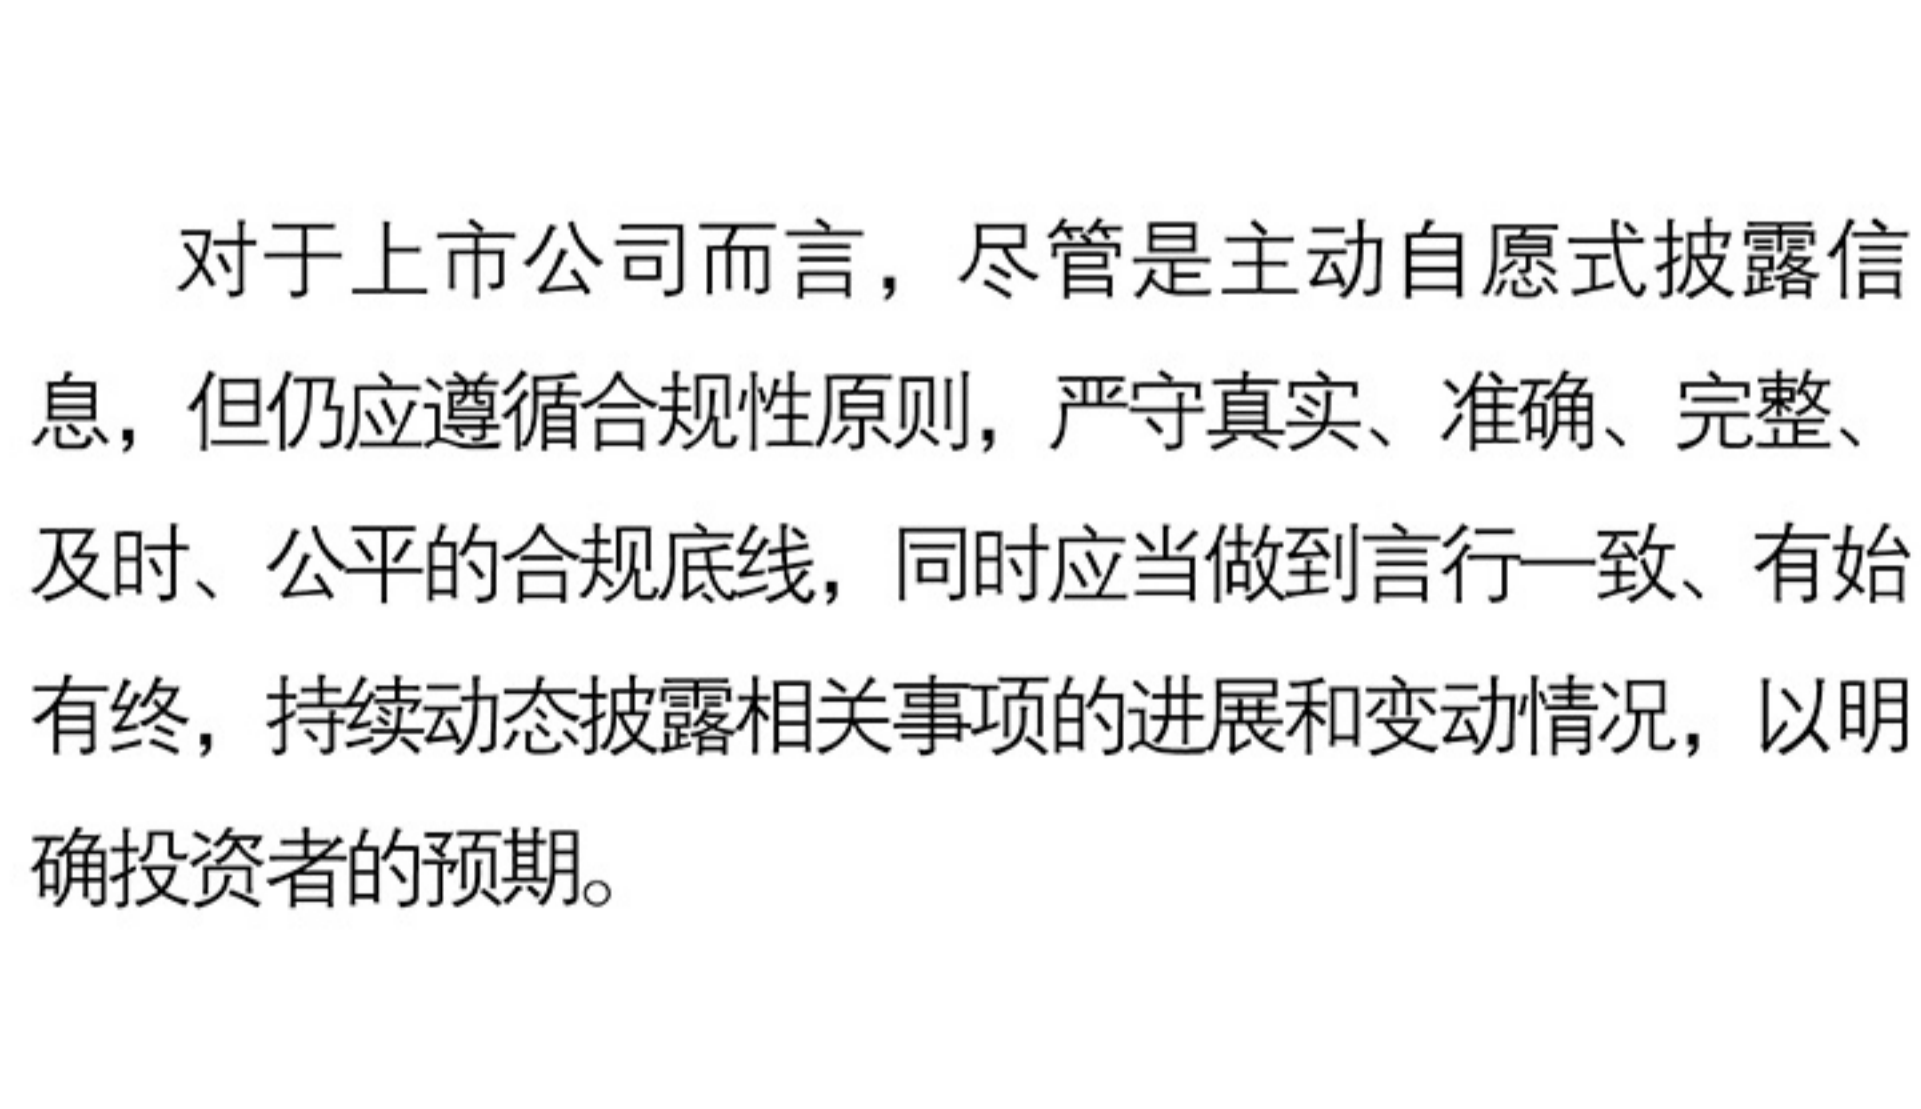 对于上市公司而言，尽管是主动自愿式披露信
息，但仍应遵循合规性原则，严守真实、准确、完整、
及时、公平的合规底线，同时应当做到言行一致、有始
有终，持续动态披露相关事项的进展和变动情况，以明
确投资者的预期。